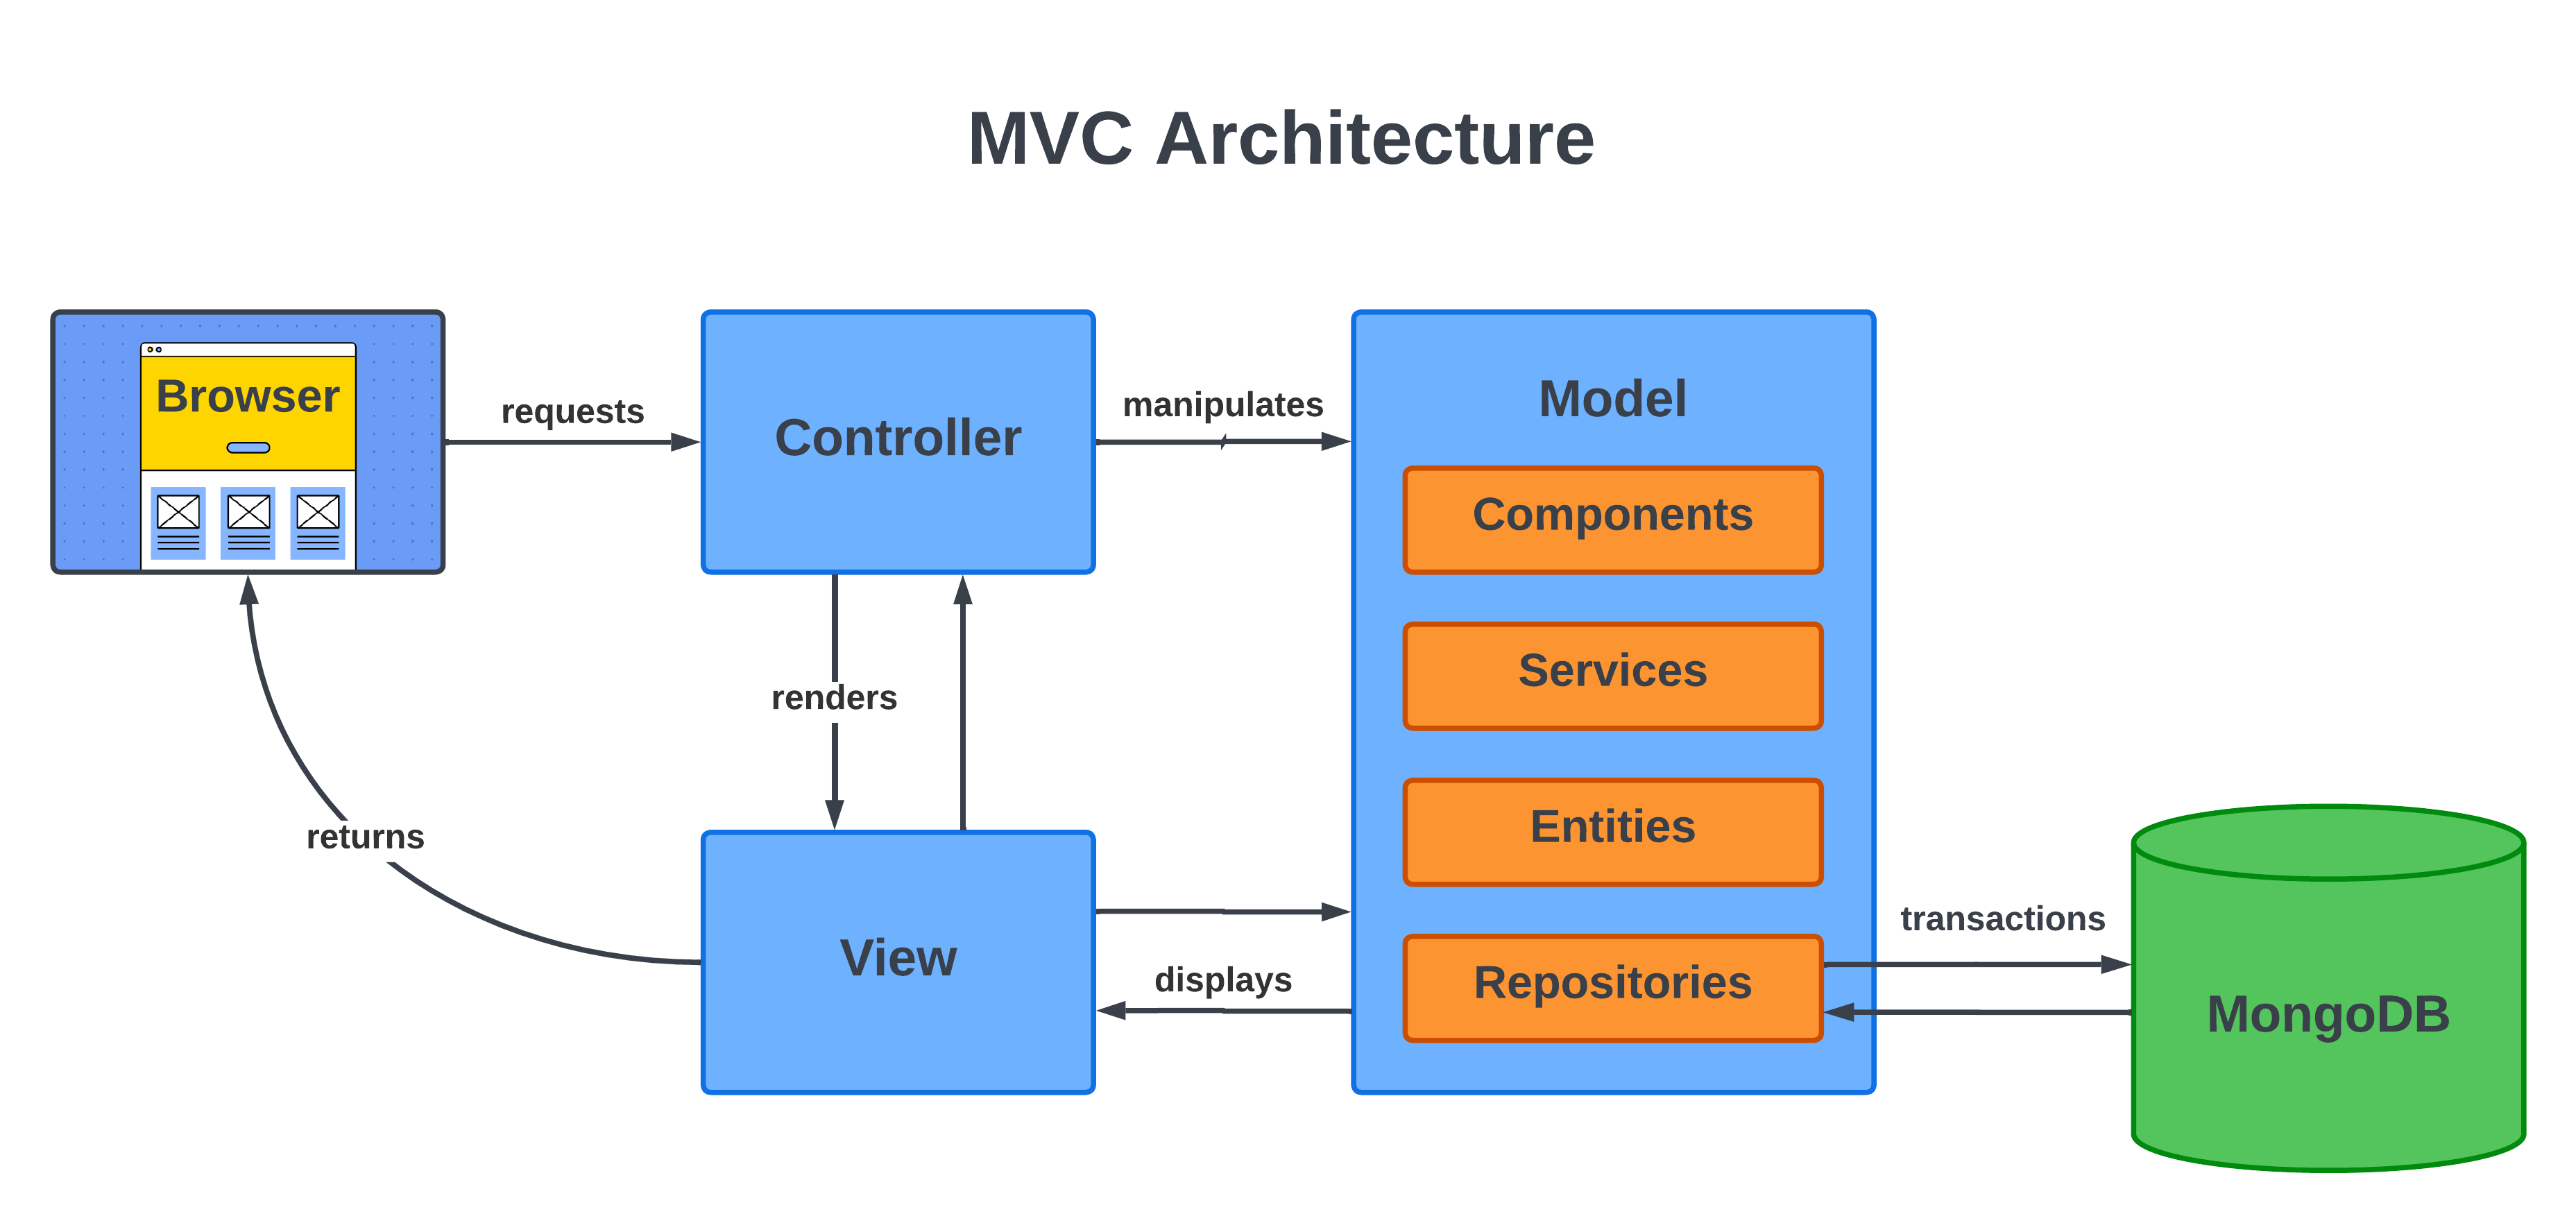 MVC Architecture
Browser
requests
Controller
manipulates
Model
Components
Services
Entities
Repositories
renders
returns
View
displays
transactions
MongoDB